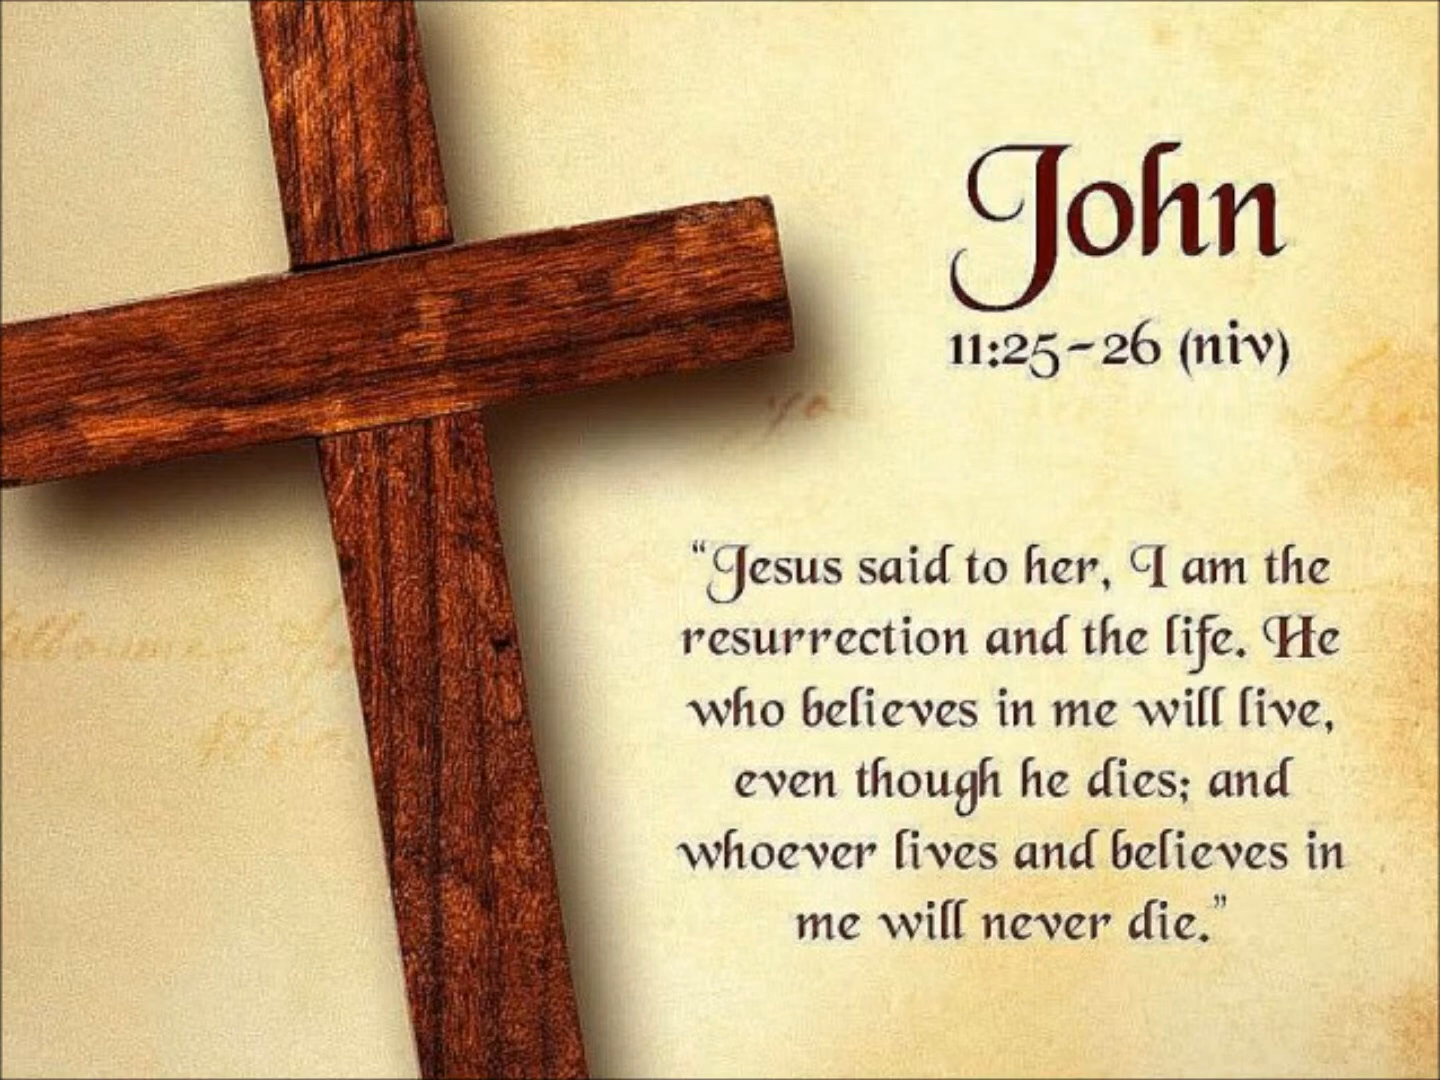 John
11:25-26 (niv)
“Jesus said to her, I am the
resurrection and the life. He
who believes in me will live,
even though he dies; and
whoever lives and believes in
me will never die.”